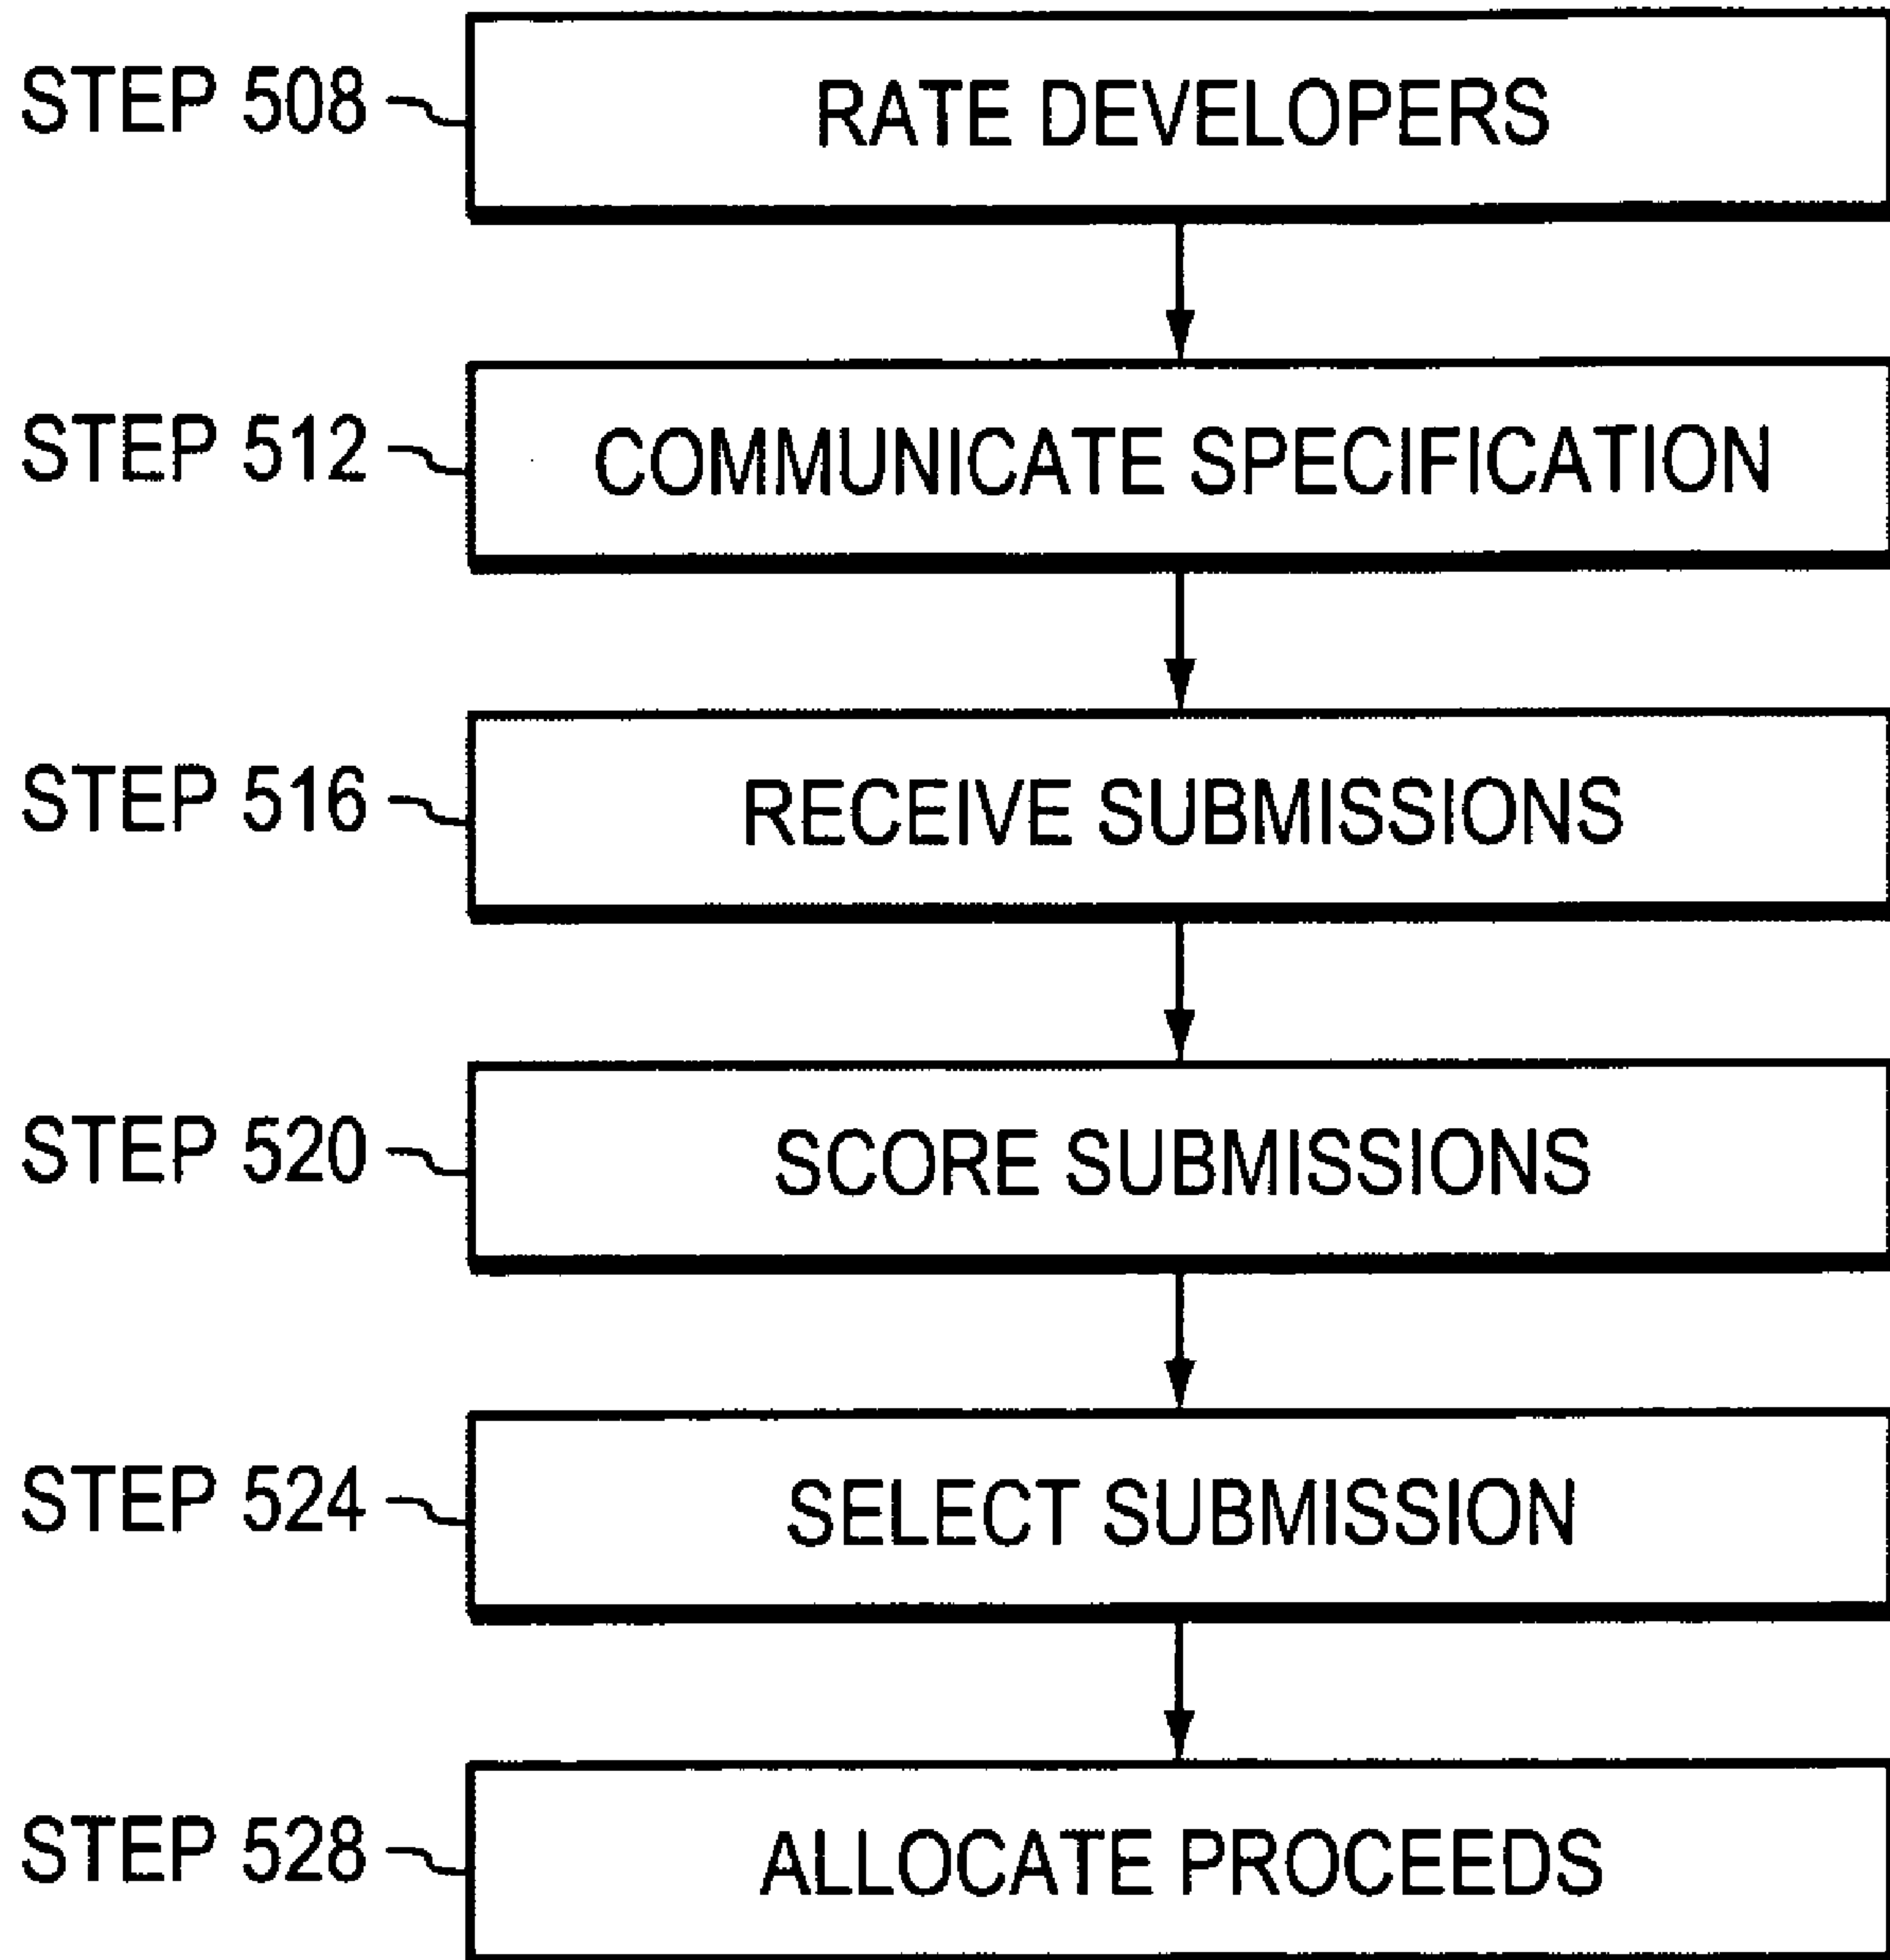 STEP 508
RATE DEVELOPERS
STEP 512
COMMUNICATE SPECIFICATION
STEP 516
RECEIVE SUBMISSIONS
STEP 520
SCORE SUBMISSIONS
STEP 524
SELECT SUBMISSION
STEP 528
ALLOCATE PROCEEDS